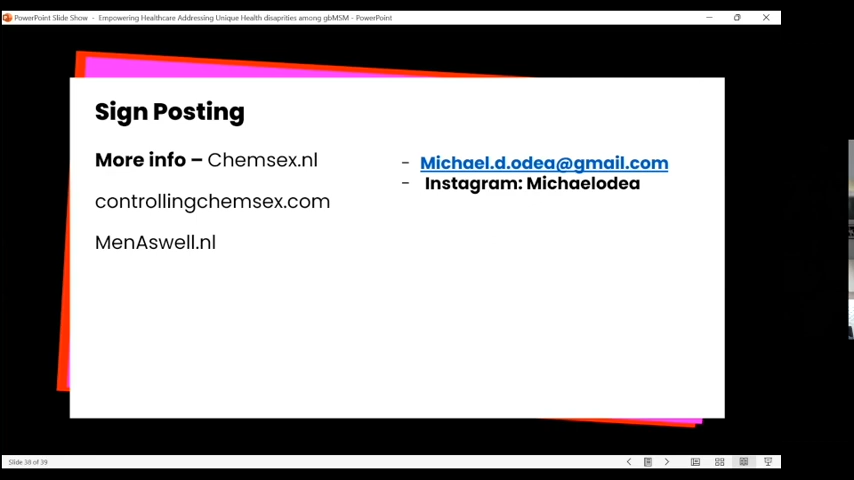 PowerPoint Slide Show - Empowering Healthcare Addressing Unique Health disaprities among gbMSM - PowerPoint
Sign Posting
More info – Chemsex.nl
controllingchemsex.com
MenAswell.nl
- Michael.d.odea@gmail.com
- Instagram: Michaelodea
Slide 38 of 39